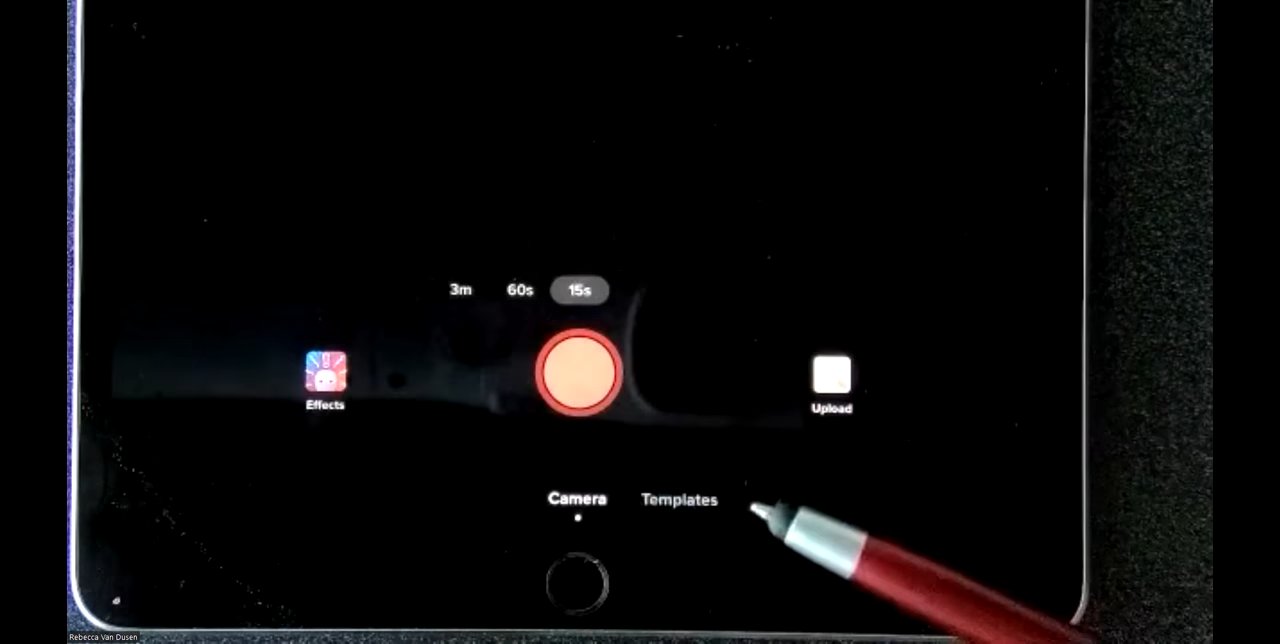 3m 60s 15s
Effects
Upload
Camera Templates
Rebecca Van Dusen